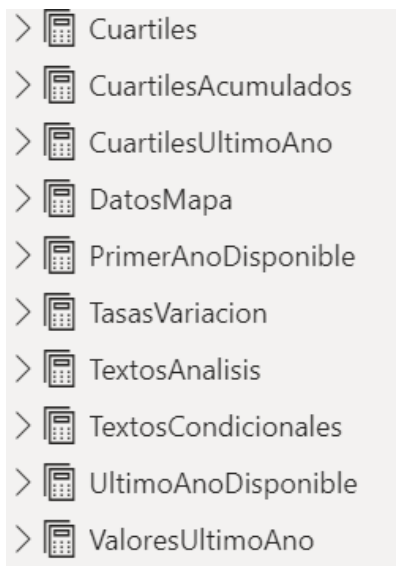 Cuartiles
CuartilesAcumulados
CuartilesUltimoAno
DatosMapa
PrimerAnoDisponible
TasasVariacion
TextosAnalisis
TextosCondicionales
UltimoAnoDisponible
ValoresUltimoAno